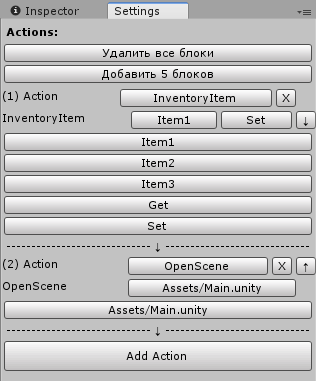 Inspector Settings
Actions:
Удалить все блоки
Добавить 5 блоков
(1) Action InventoryItem X
InventoryItem Item1 Set ↓
Item1
Item2
Item3
Get
Set
------------------------ ↓ ------------------------
(2) Action OpenScene X ↑
OpenScene Assets/Main.unity
Assets/Main.unity
------------------------ ↓ ------------------------
Add Action